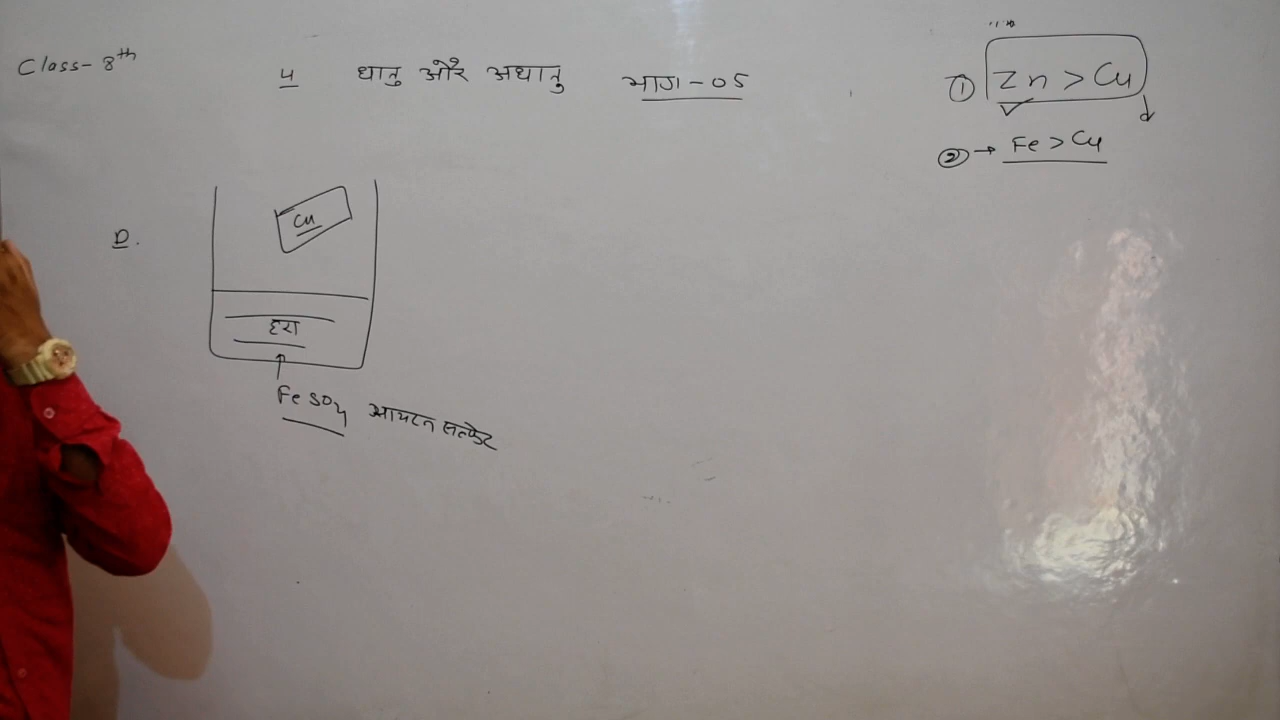 Class- 8th
4 धातु और अधातु भाग-05
① Zn > Cu
② → Fe > Cu
D.
Cu
हरा
FeSO4 आयरन सल्फेट